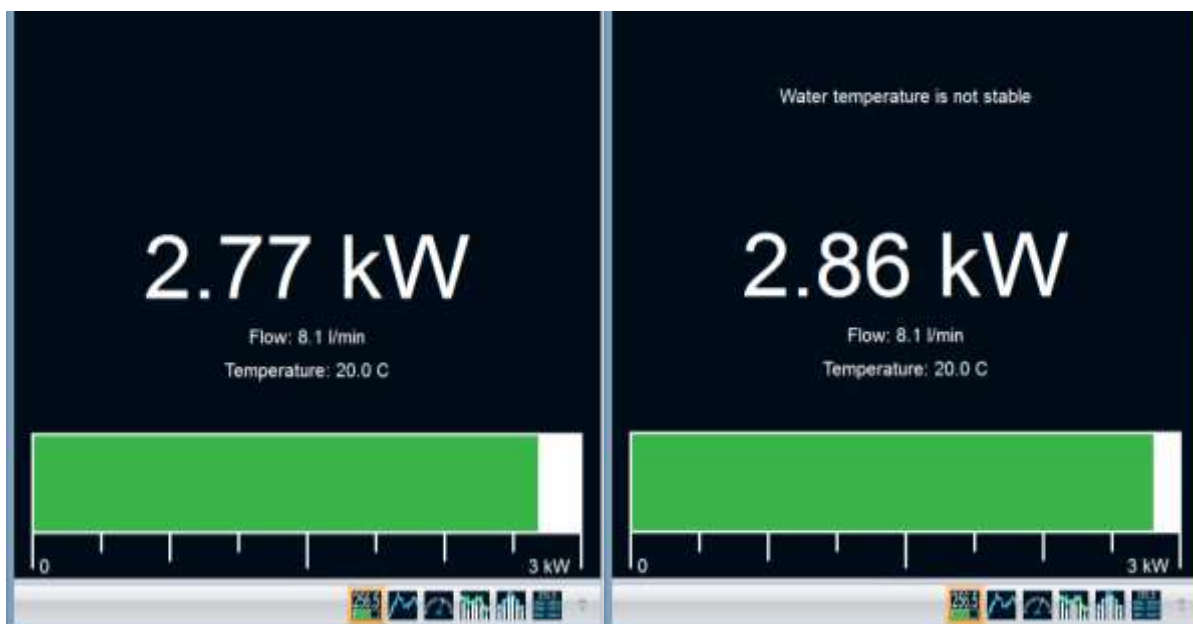 2.77 kW
Flow: 8.1 l/min
Temperature: 20.0 C
0
3 kW
Water temperature is not stable
2.86 kW
Flow: 8.1 l/min
Temperature: 20.0 C
0
3 kW